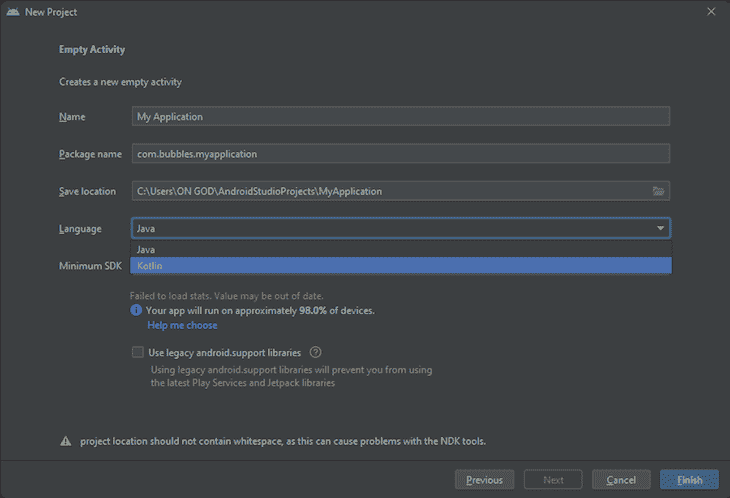 New Project
Empty Activity
Creates a new empty activity
Name My Application
Package name com.bubbles.myapplication
Save location C:\Users\ON GOD\AndroidStudioProjects\MyApplication
Language Java
Java
Minimum SDK Kotlin
Failed to load stats. Value may be out of date.
Your app will run on approximately 98.0% of devices.
Help me choose
Use legacy android.support libraries ?
Using legacy android.support libraries will prevent you from using
the latest Play Services and Jetpack libraries
project location should not contain whitespace, as this can cause problems with the NDK tools.
Previous Next Cancel Finish